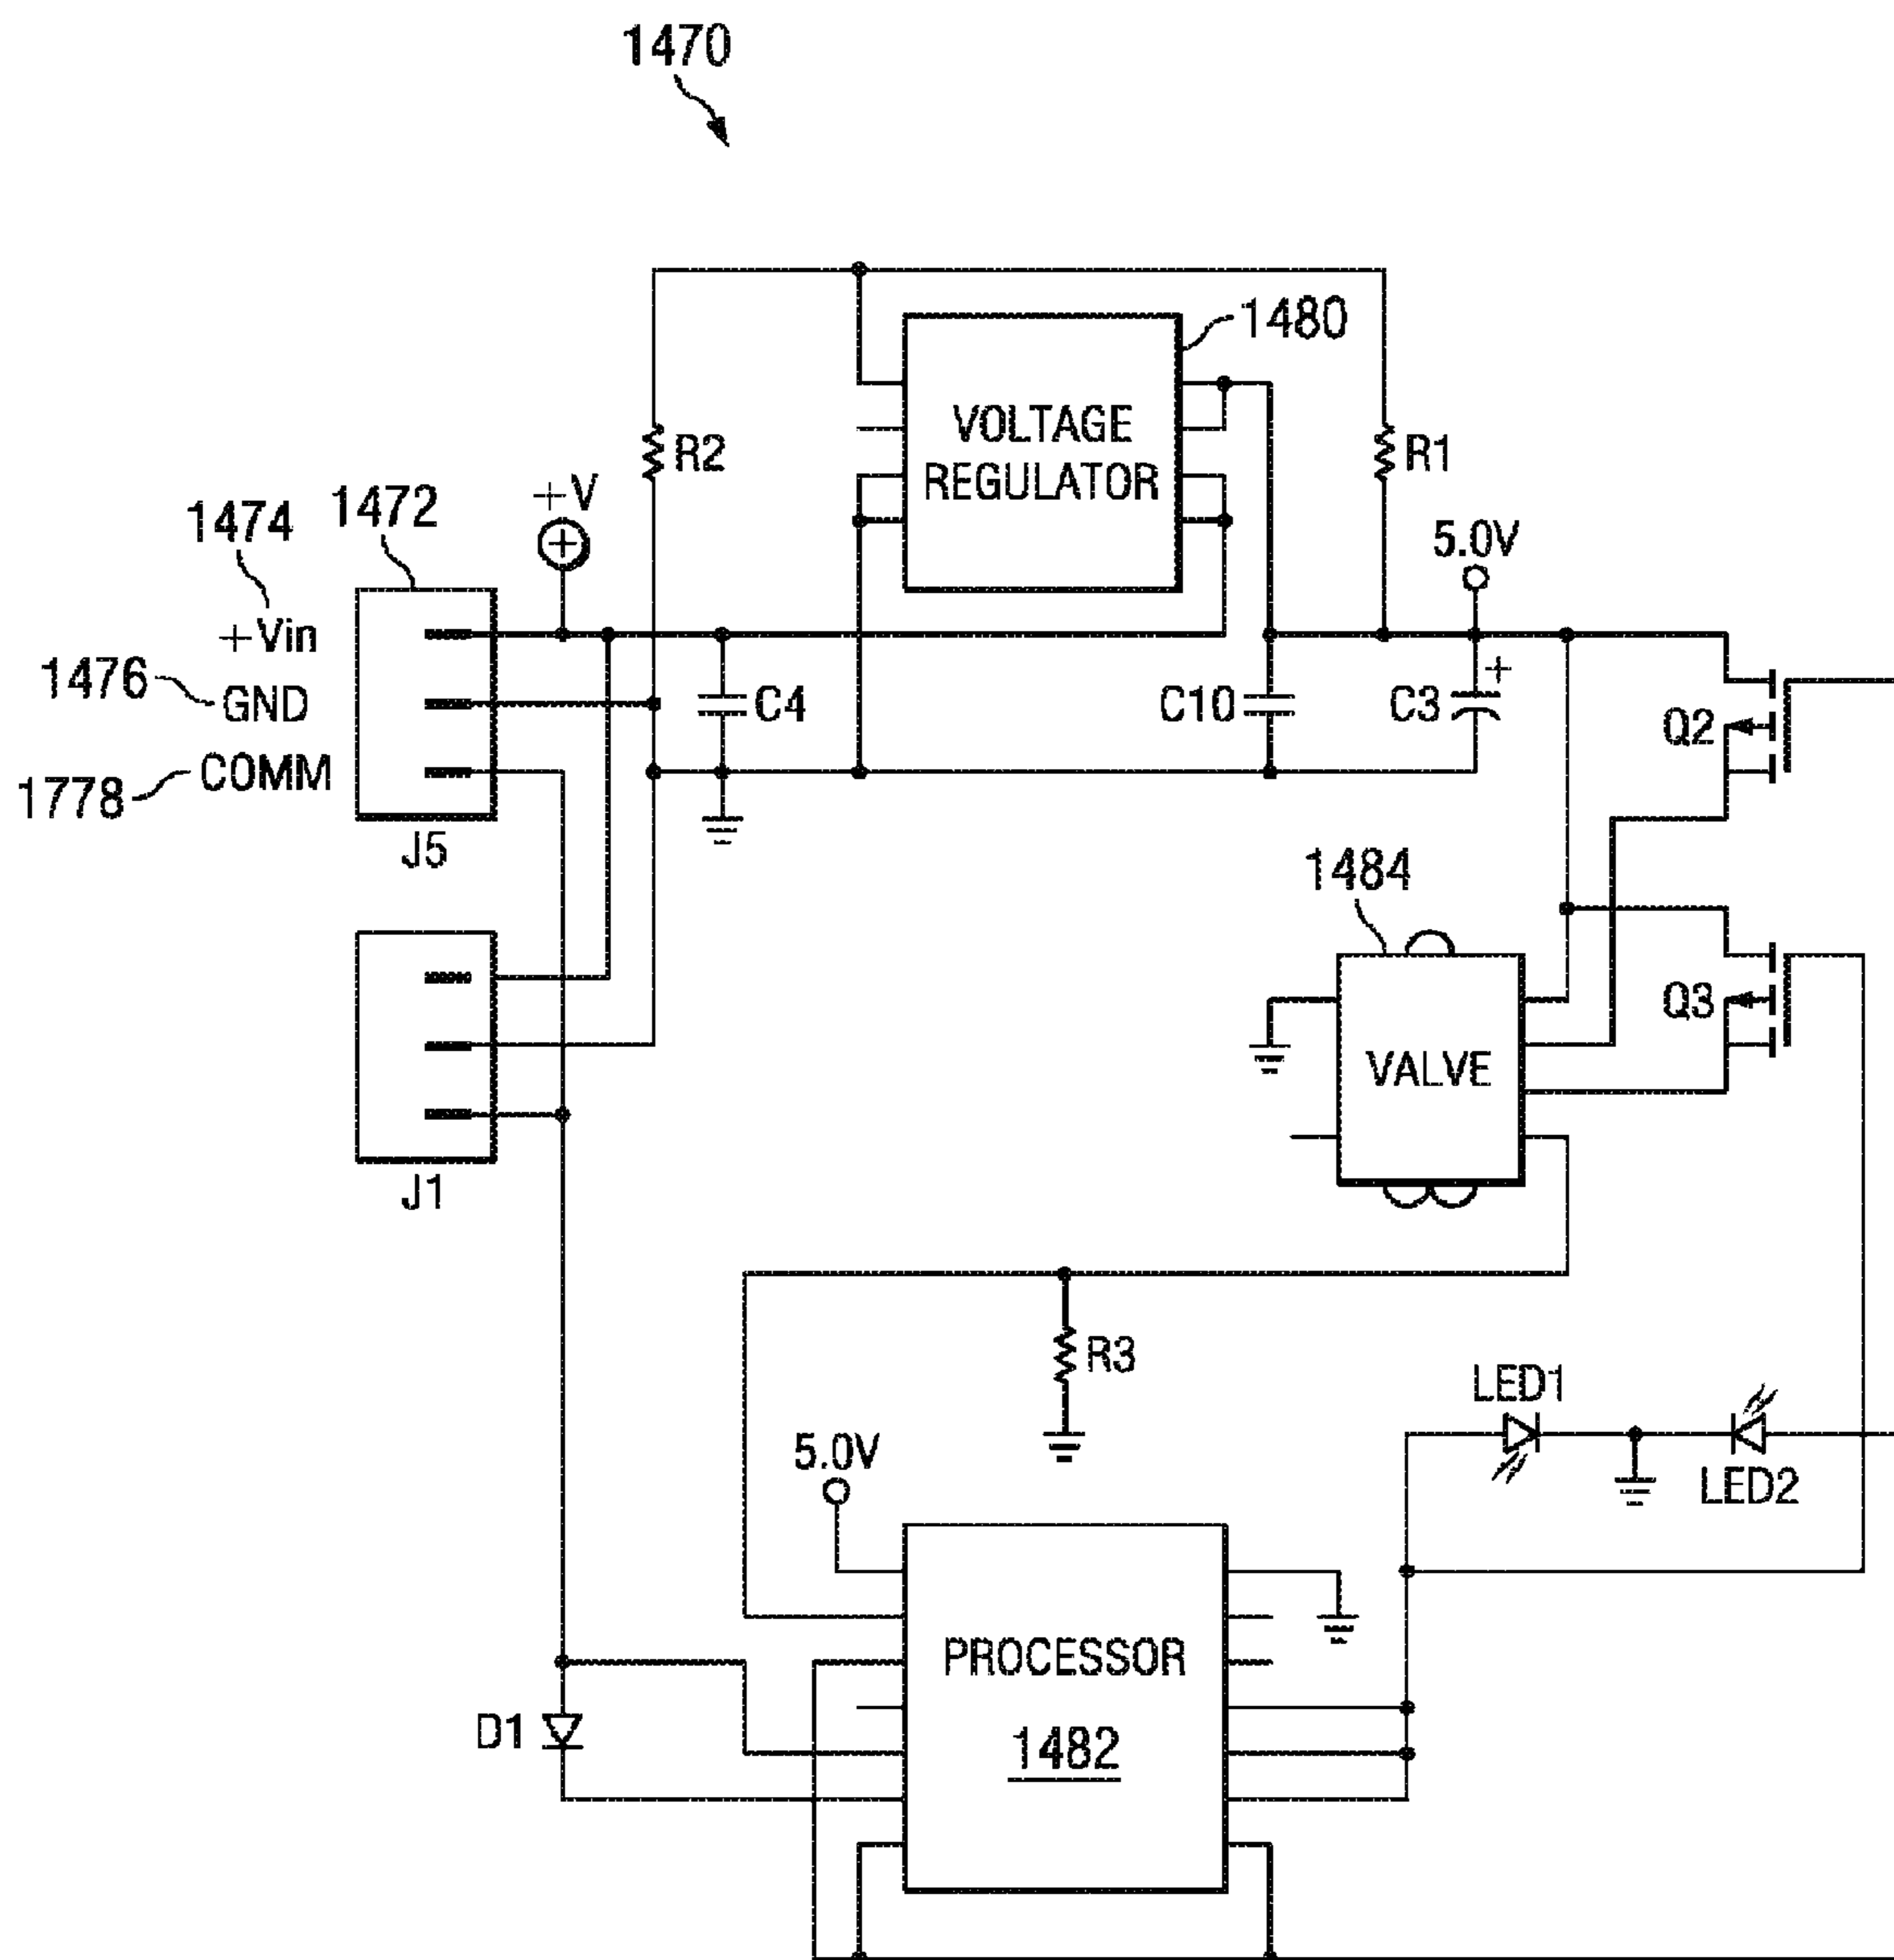 1470
1480
VOLTAGE
REGULATOR
R2
R1
+V
5.0V
1474
1472
+Vin
1476
GND
1778
COMM
J5
C4
C10
C3
+
Q2
1484
VALVE
Q3
J1
R3
LED1
LED2
5.0V
PROCESSOR
1482
D1